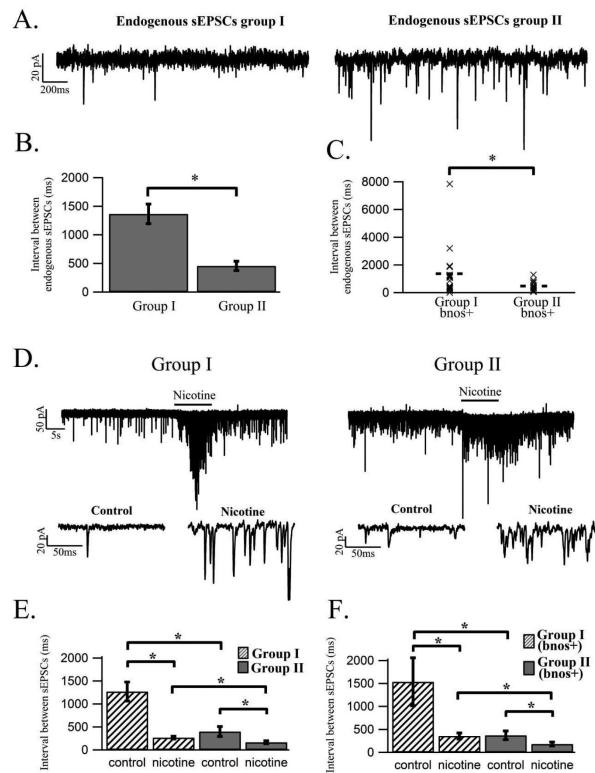 A.
Endogenous sEPSCs group I
Endogenous sEPSCs group II
20 pA
200ms
B.
Interval between
endogenous sEPSCs (ms)
2000
1500
1000
500
0
*
Group I
Group II
C.
Interval between
endogenous sEPSCs (ms)
8000
6000
4000
2000
0
*
Group I
bnos+)
Group II
bnos+)
D.
Group I
Group II
Nicotine
Nicotine
50 pA
5s
50 pA
5s
Control
Nicotine
Control
Nicotine
20 pA
50ms
20 pA
50ms
E.
Interval between sEPSCs (ms)
2000
1500
1000
500
0
*
*
*
*
Group I
Group II
control
nicotine
control
nicotine
F.
Interval between sEPSCs (ms)
2000
1500
1000
500
0
*
*
*
*
Group I
(bnos+)
Group II
(bnos+)
control
nicotine
control
nicotine